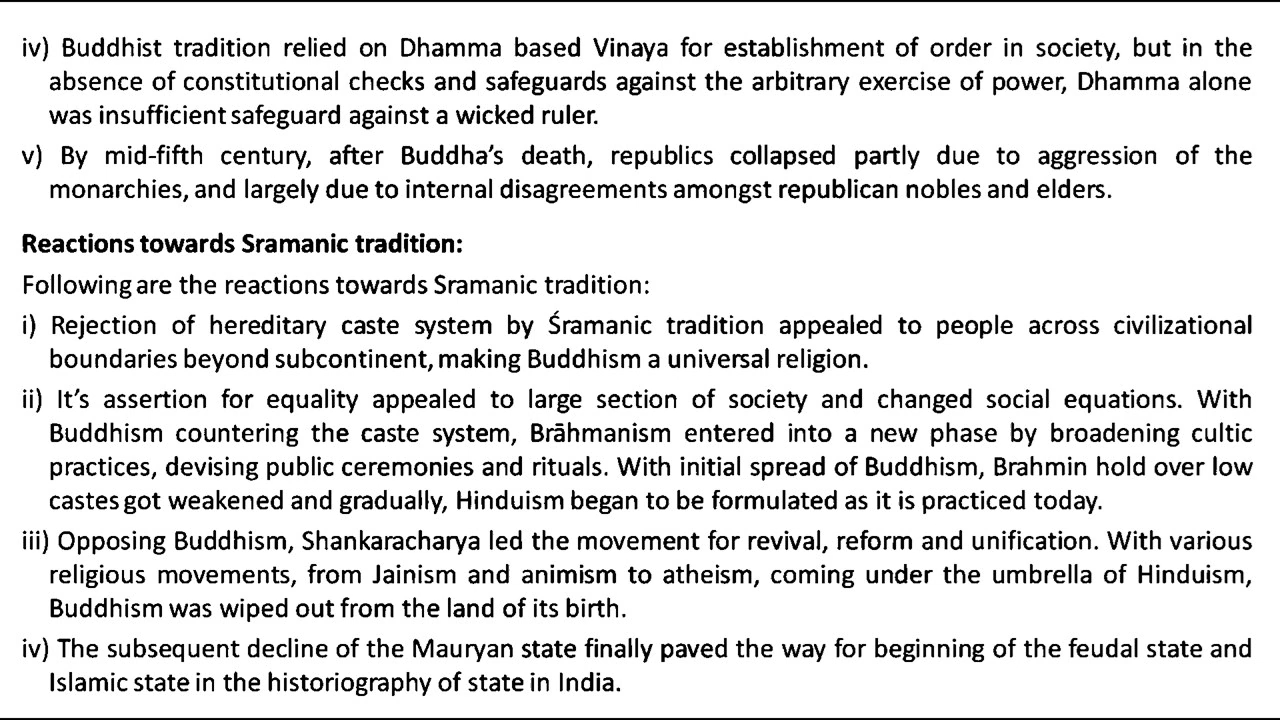 iv) Buddhist tradition relied on Dhamma based Vinaya for establishment of order in society, but in the
absence of constitutional checks and safeguards against the arbitrary exercise of power, Dhamma alone
was insufficient safeguard against a wicked ruler.
v) By mid-fifth century, after Buddha's death, republics collapsed partly due to aggression of the
monarchies, and largely due to internal disagreements amongst republican nobles and elders.
Reactions towards Sramanic tradition:
Following are the reactions towards Sramanic tradition:
i) Rejection of hereditary caste system by Śramanic tradition appealed to people across civilizational
boundaries beyond subcontinent, making Buddhism a universal religion.
ii) It's assertion for equality appealed to large section of society and changed social equations. With
Buddhism countering the caste system, Brāhmanism entered into a new phase by broadening cultic
practices, devising public ceremonies and rituals. With initial spread of Buddhism, Brahmin hold over low
castes got weakened and gradually, Hinduism began to be formulated as it is practiced today.
iii) Opposing Buddhism, Shankaracharya led the movement for revival, reform and unification. With various
religious movements, from Jainism and animism to atheism, coming under the umbrella of Hinduism,
Buddhism was wiped out from the land of its birth.
iv) The subsequent decline of the Mauryan state finally paved the way for beginning of the feudal state and
Islamic state in the historiography of state in India.